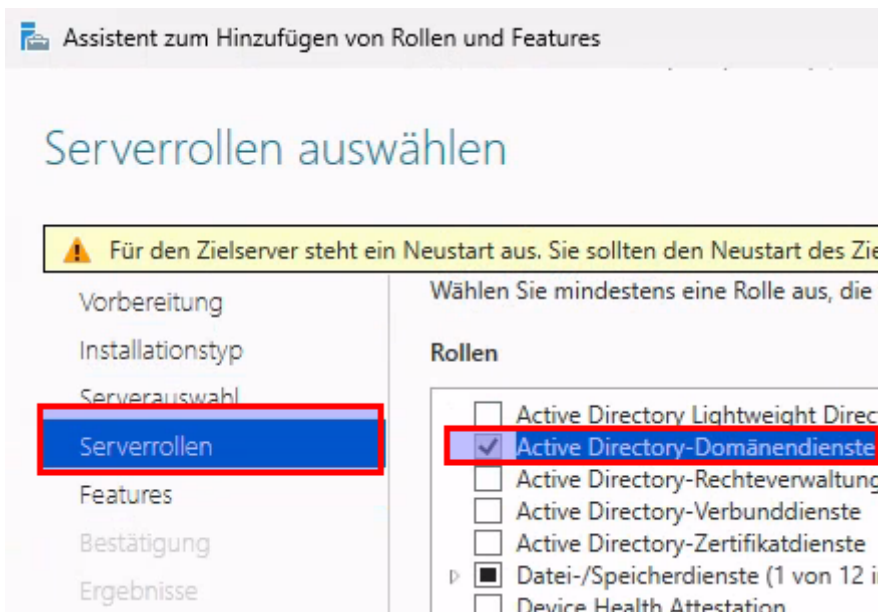 Assistent zum Hinzufügen von Rollen und Features
Serverrollen auswählen
Für den Zielserver steht ein Neustart aus. Sie sollten den Neustart des Zie
Vorbereitung
Installationstyp
Serverauswahl
Serverrollen
Features
Bestätigung
Ergebnisse
Wählen Sie mindestens eine Rolle aus, die
Rollen
Active Directory Lightweight Direc
Active Directory-Domänendienste
Active Directory-Rechteverwaltung
Active Directory-Verbunddienste
Active Directory-Zertifikatdienste
Datei-/Speicherdienste (1 von 12 i
Device Health Attestation